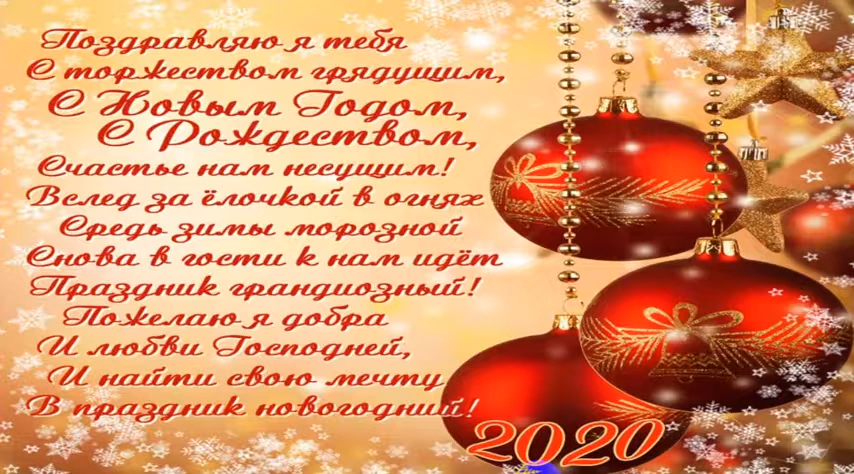 Поздравляю я тебя
С торжеством грядущим,
С Новым Годом,
С Рождеством,
Счастье нам несущим!
Вслед за ёлочкой в огнях
Средь зимы морозной
Снова в гости к нам идёт
Праздник грандиозный!
Пожелаю я добра
И любви Господней,
И найти свою мечту
В праздник новогодний!
2020